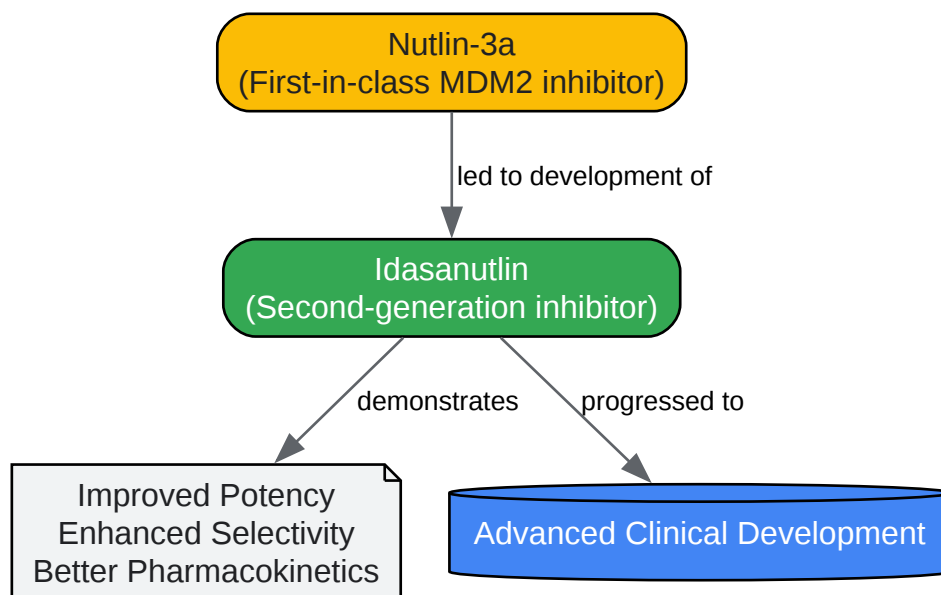 Nutlin-3a
(First-in-class MDM2 inhibitor)
led to development of
Idasanutlin
(Second-generation inhibitor)
demonstrates
progressed to
Improved Potency
Enhanced Selectivity
Better Pharmacokinetics
Advanced Clinical Development